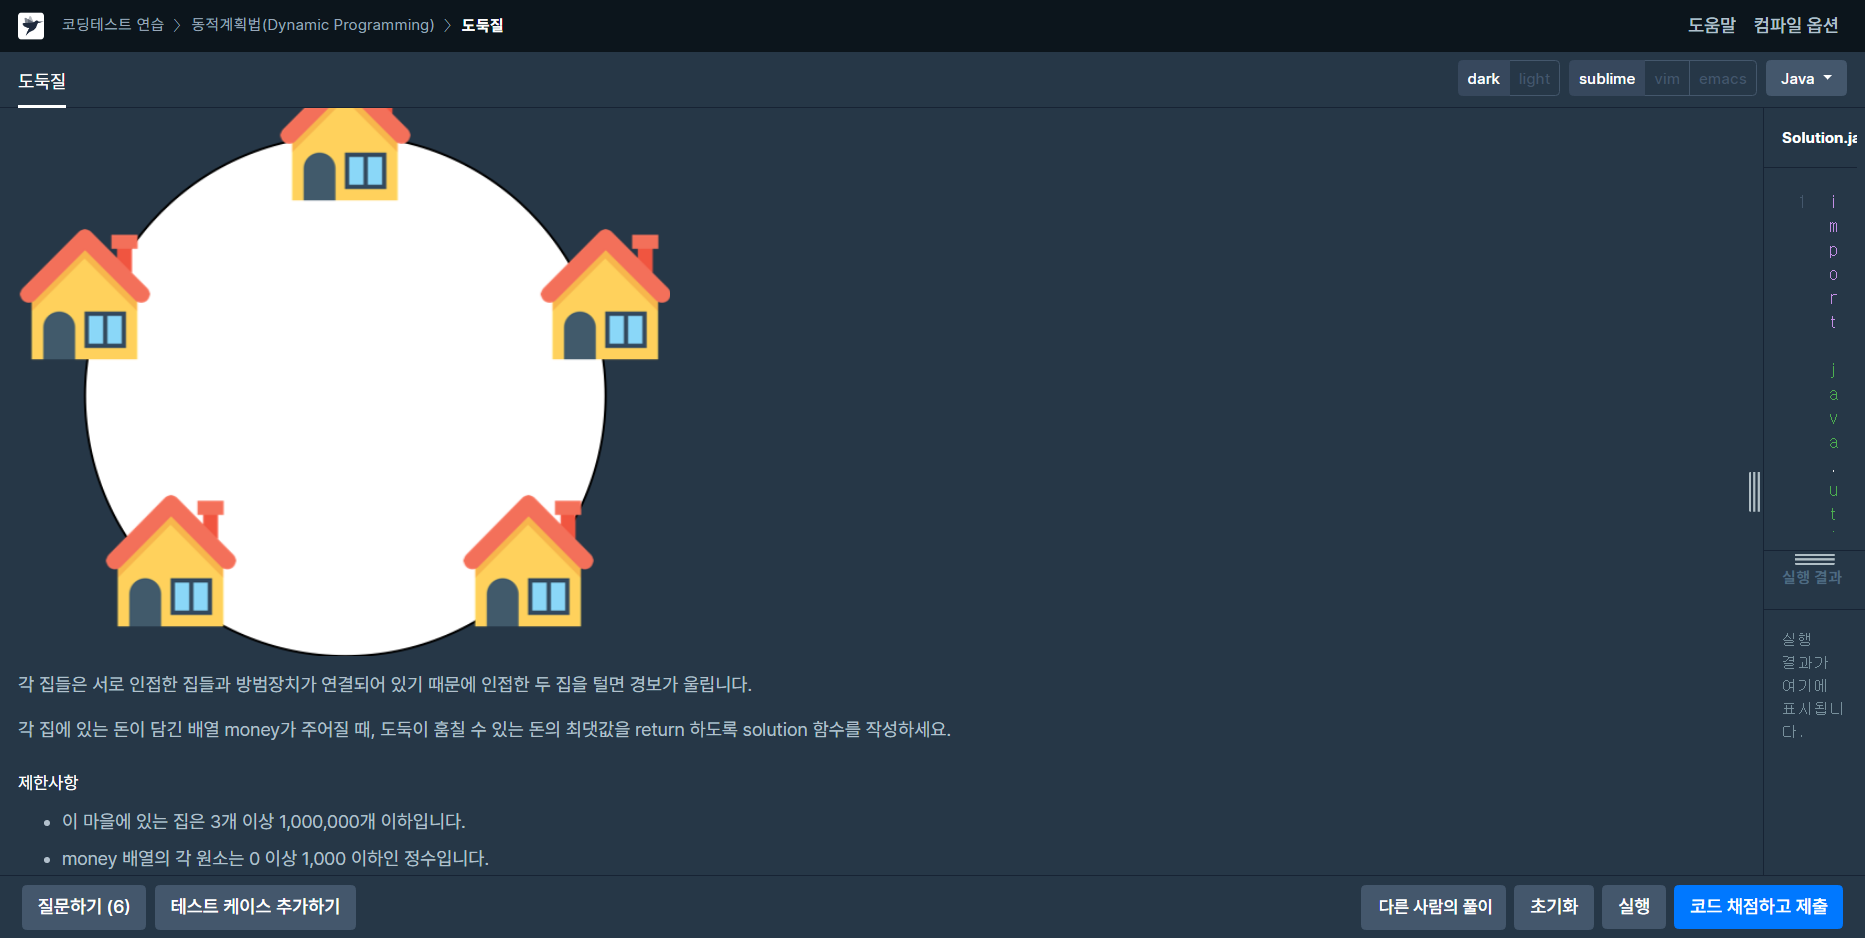 코딩테스트 연습 > 동적계획법(Dynamic Programming) > 도둑질
도움말 컴파일 옵션
도둑질
dark light sublime vim emacs Java
Solution.ja
1 i
m
p
o
r
t
j
a
v
a
.
u
t
실행 결과
실행
결과가
여기에
표시됩니
다.
각 집들은 서로 인접한 집들과 방범장치가 연결되어 있기 때문에 인접한 두 집을 털면 경보가 울립니다.
각 집에 있는 돈이 담긴 배열 money가 주어질 때, 도둑이 훔칠 수 있는 돈의 최댓값을 return 하도록 solution 함수를 작성하세요.
제한사항
• 이 마을에 있는 집은 3개 이상 1,000,000개 이하입니다.
• money 배열의 각 원소는 0 이상 1,000 이하인 정수입니다.
질문하기 (6) 테스트 케이스 추가하기 다른 사람의 풀이 초기화 실행 코드 채점하고 제출